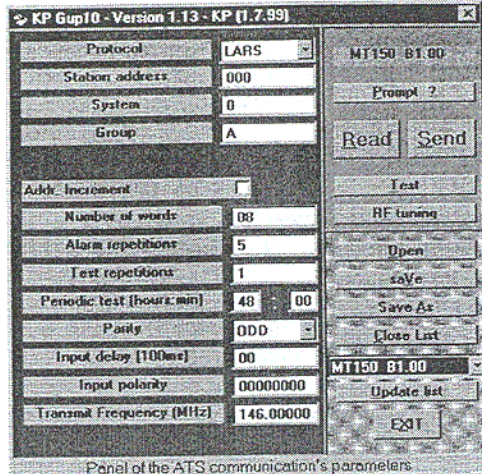 KP Gup10 - Version 1.13 - KP (1.7.99)
Protocol LARS
Station address 000
System 0
Group A
Addr. Increment
Number of words 08
Alarm repetitions 5
Test repetitions 1
Periodic test (hours:min) 48 : 00
Parity ODD
Input delay (100ms) 00
Input polarity 00000000
Transmit Frequency (MHz) 146.00000
MT150 B1.00
Prompt ?
Read Send
Test
RF tuning
Open
saVe
Save As
Close List
MT150 B1.00
Update list
EXIT
Panel of the ATS communication's parameters